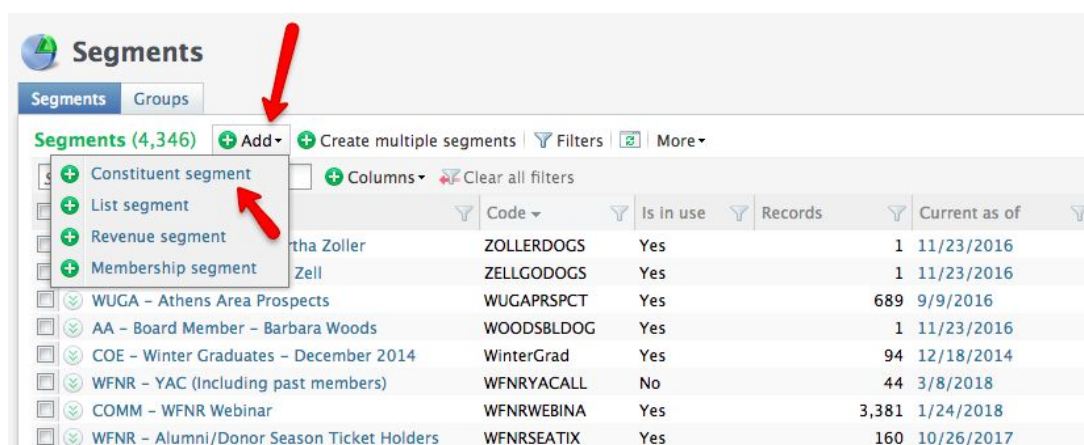 Segments
Segments Groups
Segments (4,346) Add Create multiple segments Filters More
S Columns Clear all filters
Constituent segment
List segment
Revenue segment
Membership segment
Code Is in use Records Current as of
rtha Zoller ZOLLERDOGS Yes 1 11/23/2016
Zell ZELLGODOGS Yes 1 11/23/2016
WUGA – Athens Area Prospects WUGAPRSPCT Yes 689 9/9/2016
AA – Board Member – Barbara Woods WOODSBLDOG Yes 1 11/23/2016
COE – Winter Graduates – December 2014 WinterGrad Yes 94 12/18/2014
WFNR – YAC (Including past members) WFNRYACALL No 44 3/8/2018
COMM – WFNR Webinar WFNRWEBINA Yes 3,381 1/24/2018
WFNR – Alumni/Donor Season Ticket Holders WFNRSEATIX Yes 160 10/26/2017